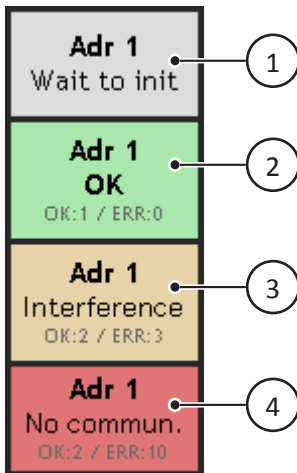 Adr 1
Wait to init
1
Adr 1
OK
OK:1 / ERR:0
2
Adr 1
Interference
OK:2 / ERR:3
3
Adr 1
No commun.
OK:2 / ERR:10
4